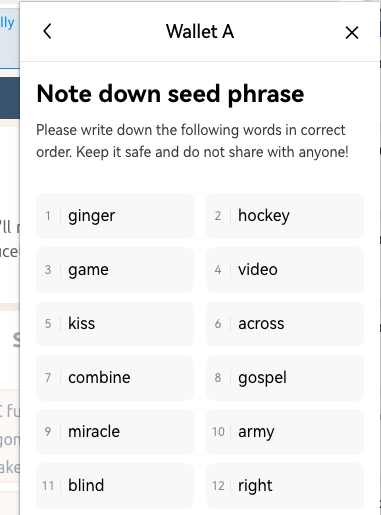 lly
Wallet A
Note down seed phrase
Please write down the following words in correct
order. Keep it safe and do not share with anyone!
1 ginger
2 hockey
3 game
4 video
5 kiss
6 across
7 combine
8 gospel
9 miracle
10 army
11 blind
12 right